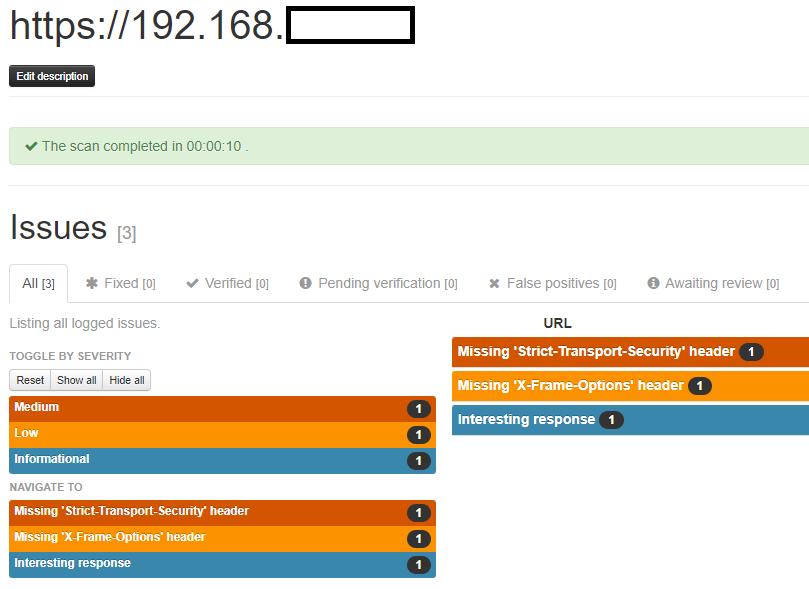 https://192.168.
Edit description
The scan completed in 00:00:10 .
Issues [3]
All [3] Fixed [0] Verified [0] Pending verification [0] False positives [0] Awaiting review [0]
Listing all logged issues.
TOGGLE BY SEVERITY
Reset Show all Hide all
Medium 1
Low 1
Informational 1
NAVIGATE TO
Missing 'Strict-Transport-Security' header 1
Missing 'X-Frame-Options' header 1
Interesting response 1
URL
Missing 'Strict-Transport-Security' header 1
Missing 'X-Frame-Options' header 1
Interesting response 1